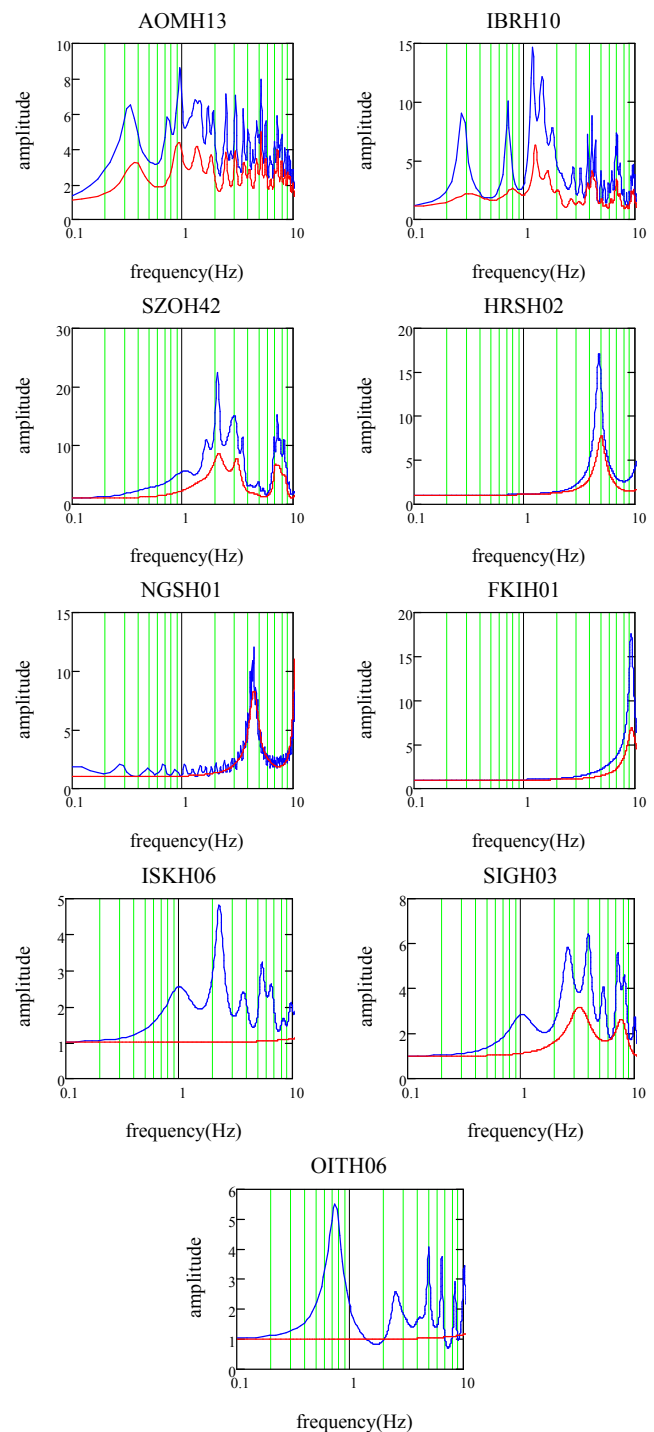 AOMH13
IBRH10
amplitude
10
8
6
4
2
0
0.1
1
10
frequency(Hz)
amplitude
15
10
5
0
0.1
1
10
frequency(Hz)
SZOH42
HRSH02
amplitude
30
20
10
0
0.1
1
10
frequency(Hz)
amplitude
20
15
10
5
0
0.1
1
10
frequency(Hz)
NGSH01
FKIH01
amplitude
15
10
5
0
0.1
1
10
frequency(Hz)
amplitude
20
15
10
5
0
0.1
1
10
frequency(Hz)
ISKH06
SIGH03
amplitude
5
4
3
2
1
0
0.1
1
10
frequency(Hz)
amplitude
8
6
4
2
0
0.1
1
10
frequency(Hz)
OITH06
amplitude
6
5
4
3
2
1
0
0.1
1
10
frequency(Hz)